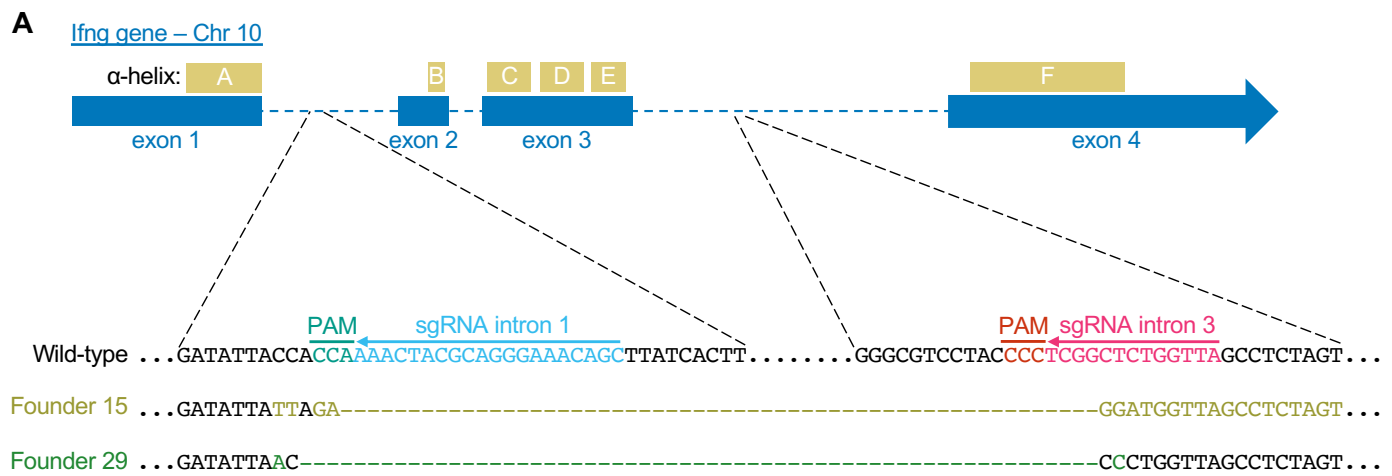 A
Ifng gene – Chr 10
α-helix: A B C D E F
exon 1 exon 2 exon 3 exon 4
PAM sgRNA intron 1 PAM sgRNA intron 3
Wild-type ...GATATTACCACCAAAACTACGCAGGGAAACAGCTTATCACTT........GGGCGTCCTACCCCTCGGCTCTGGTTAGCCTCTAGT...
Founder 15 ...GATATTATTAGA------------------------------------------------GGATGGTTAGCCTCTAGT...
Founder 29 ...GATATTAAC---------------------------------------------------CCCTGGTTAGCCTCTAGT...